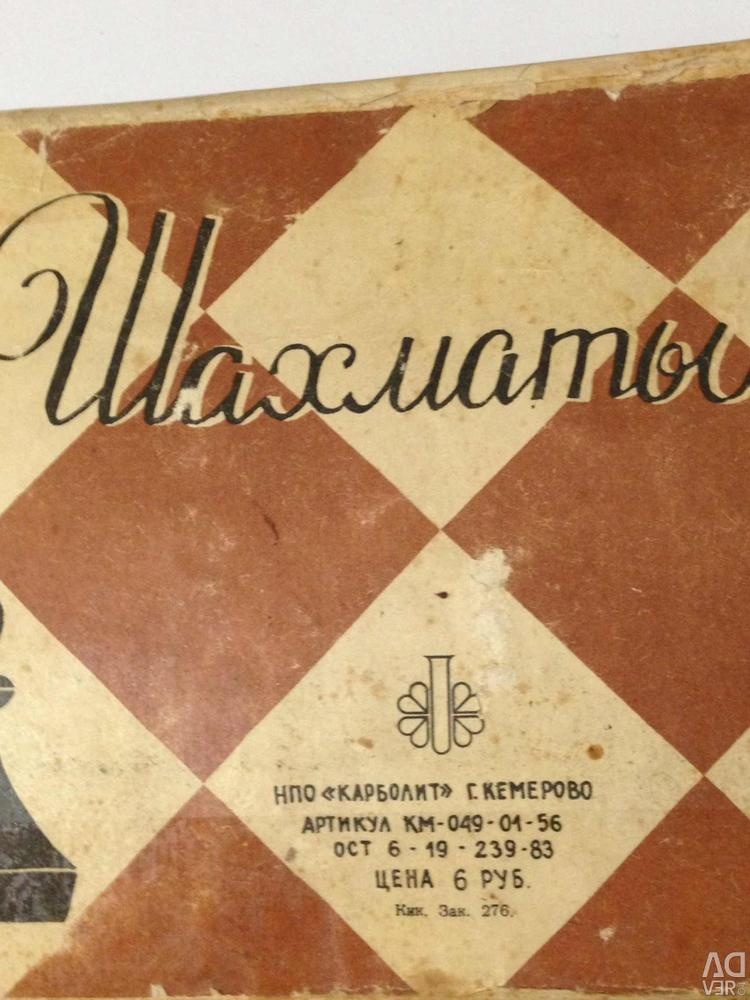 Шахматы
НПО «КАРБОЛИТ» Г. КЕМЕРОВО
АРТИКУЛ КМ-049-01-56
ОСТ 6-19-239-83
ЦЕНА 6 РУБ.
Кик. Зак. 276.